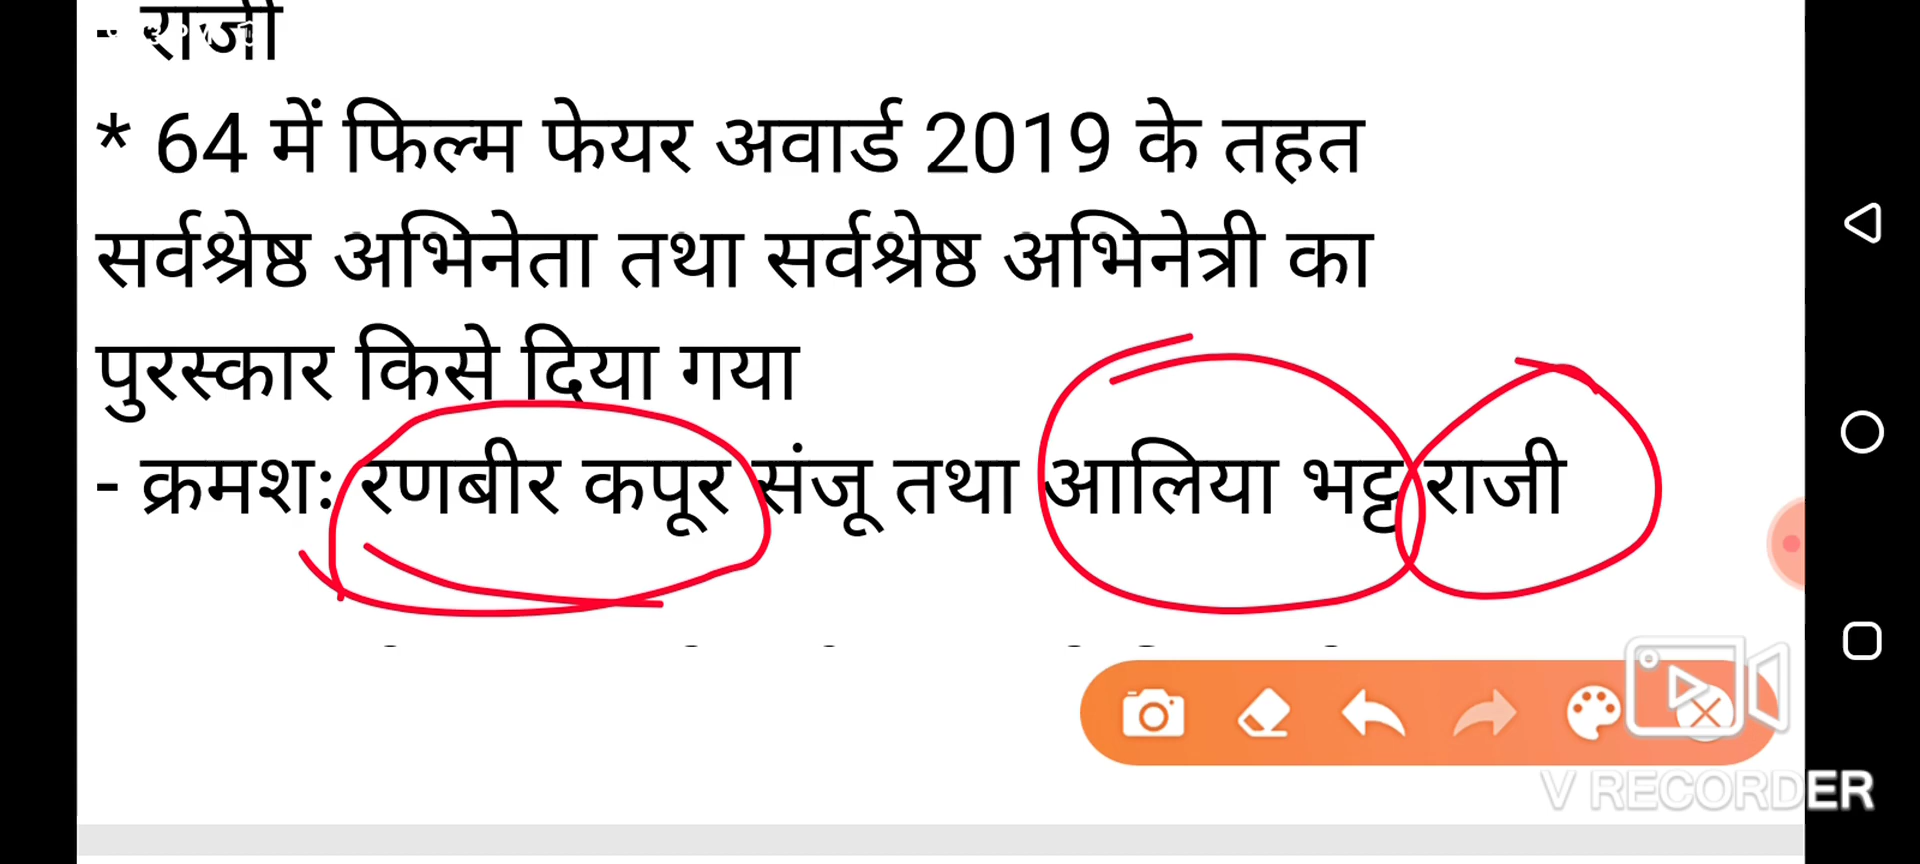 - राजी
* 64 में फिल्म फेयर अवार्ड 2019 के तहत
सर्वश्रेष्ठ अभिनेता तथा सर्वश्रेष्ठ अभिनेत्री का
पुरस्कार किसे दिया गया
- क्रमशः रणबीर कपूर संजू तथा आलिया भट्ट राजी
V RECORDER